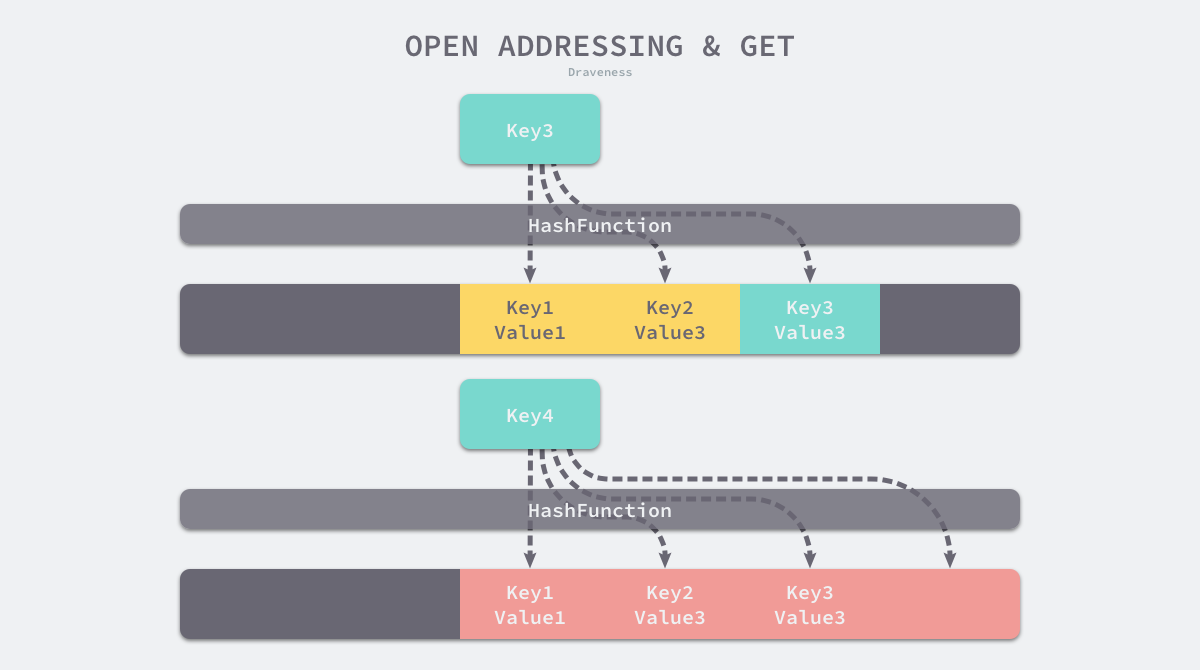 OPEN ADDRESSING & GET
Draveness
Key3
HashFunction
Key1 Key2 Key3
Value1 Value3 Value3
Key4
HashFunction
Key1 Key2 Key3
Value1 Value3 Value3